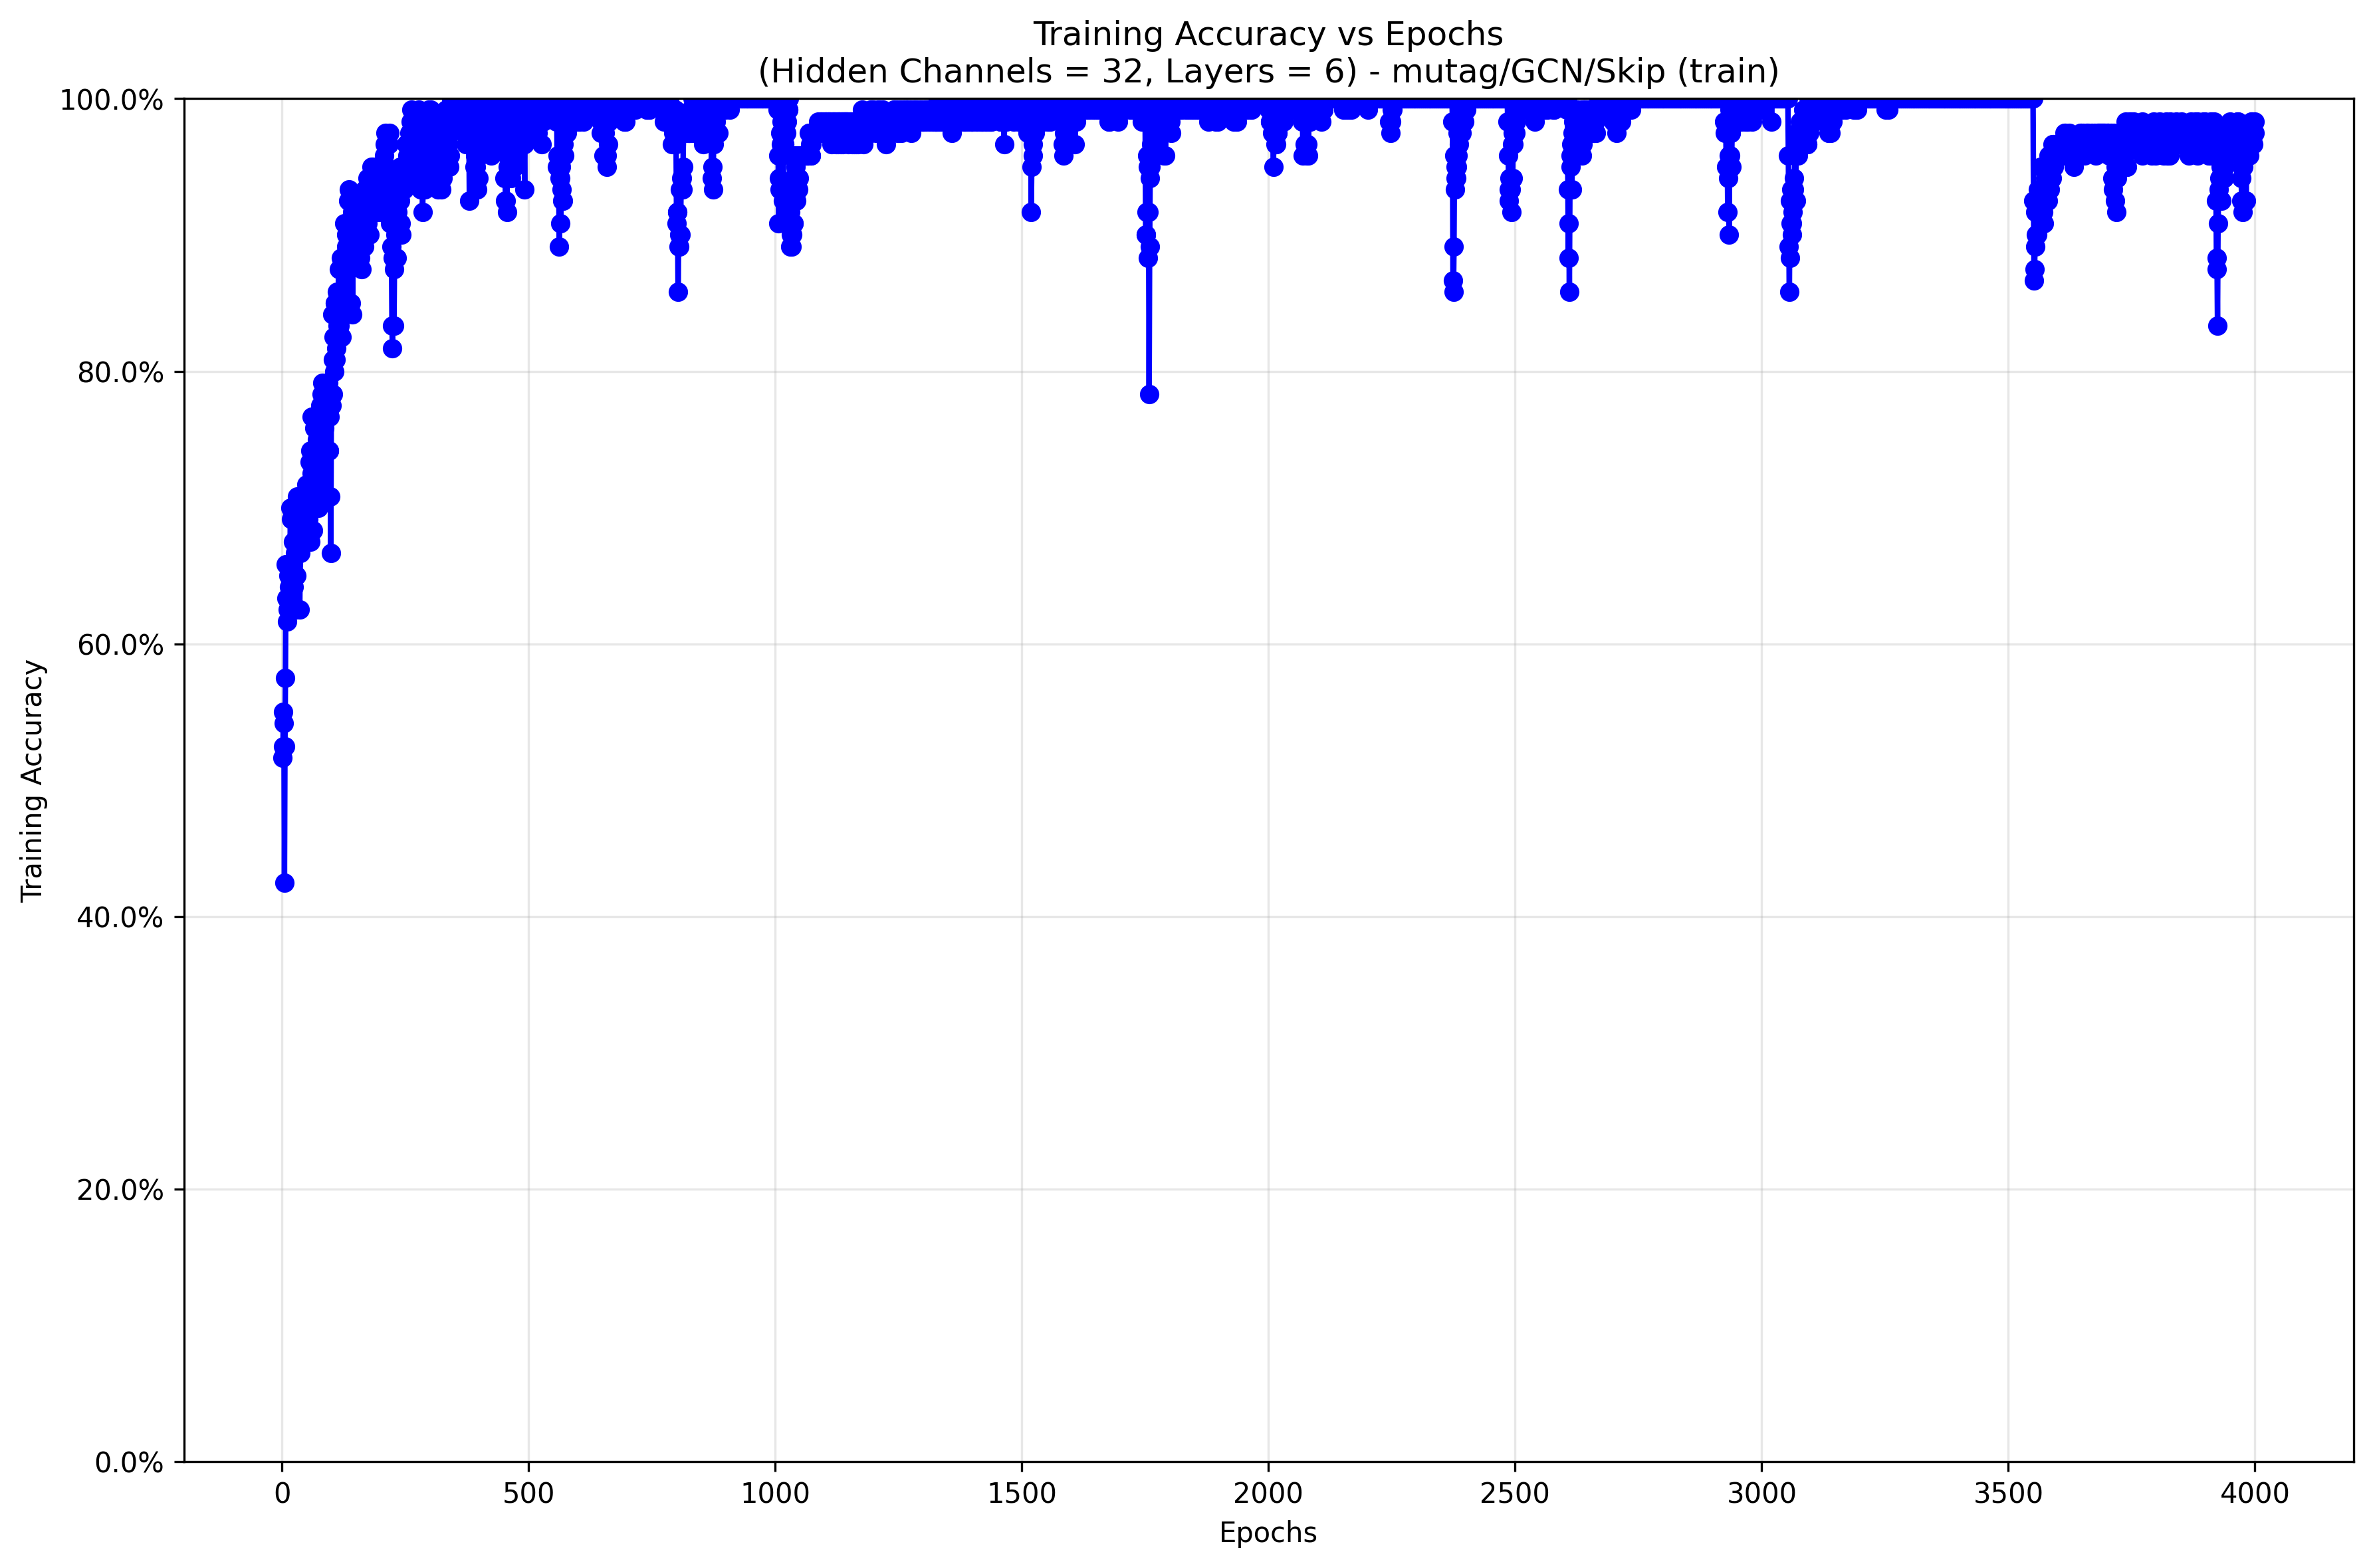 Training Accuracy vs Epochs
(Hidden Channels = 32, Layers = 6) - mutag/GCN/Skip (train)
100.0%
80.0%
60.0%
40.0%
20.0%
0.0%
Training Accuracy
0 500 1000 1500 2000 2500 3000 3500 4000
Epochs